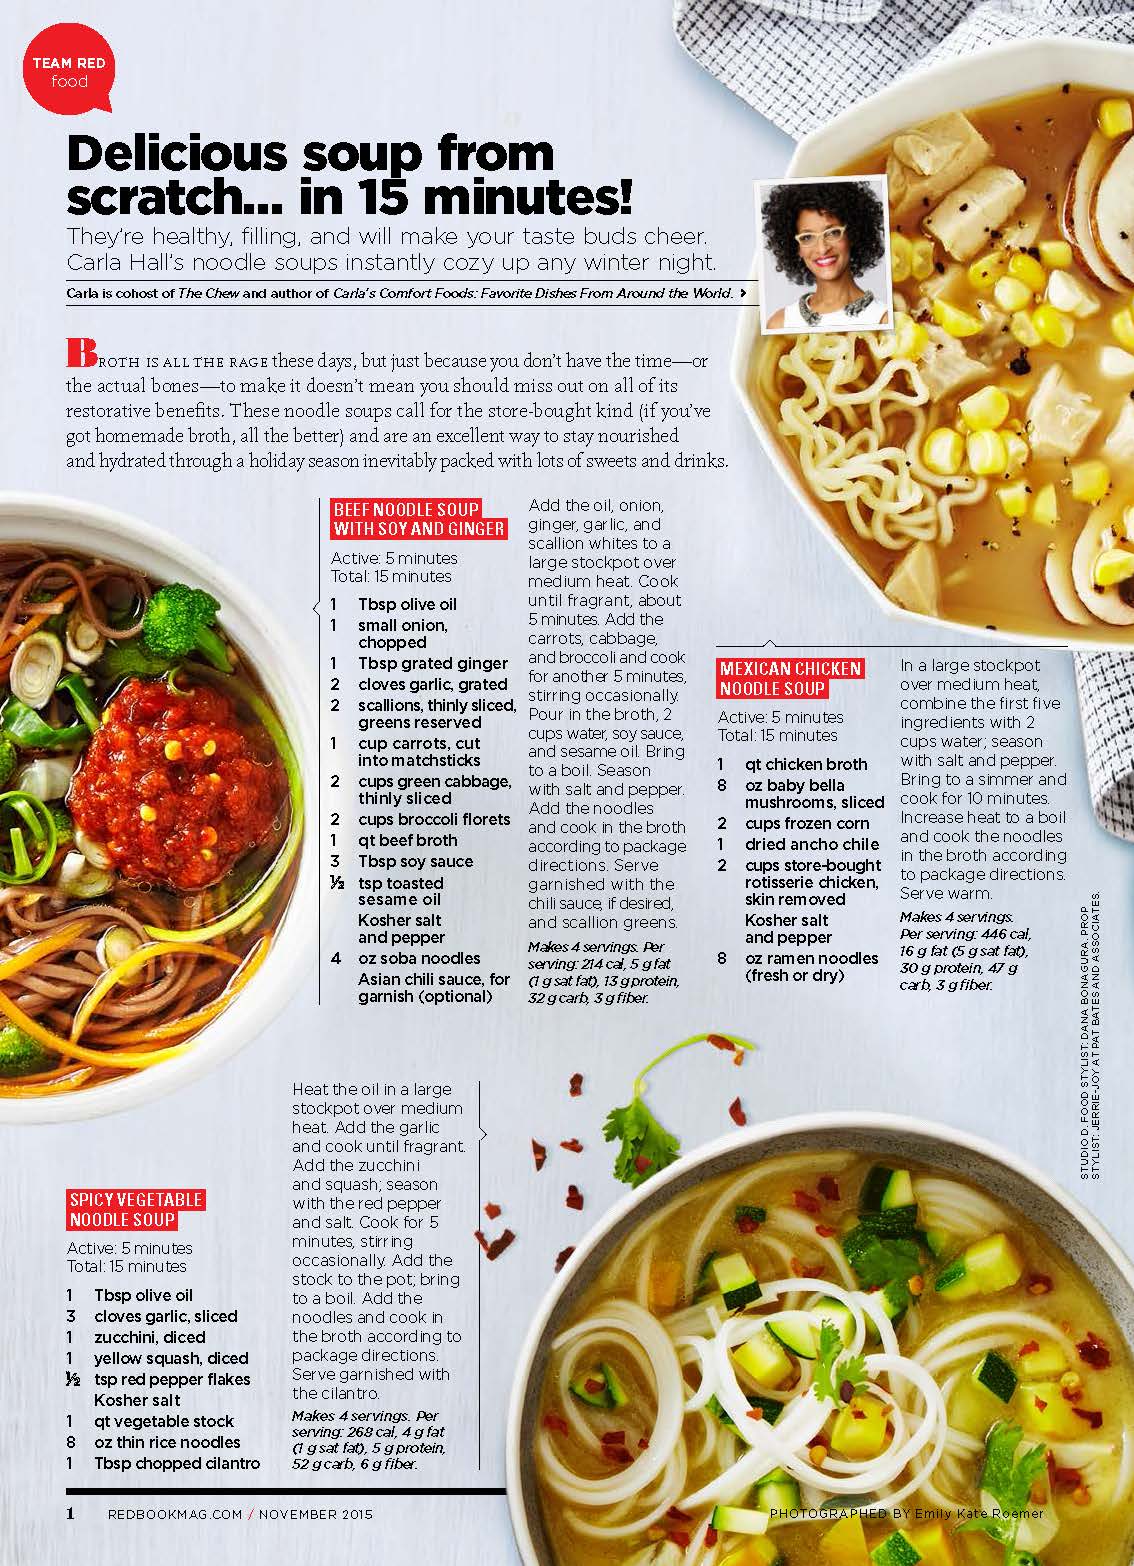 TEAM RED
food
Delicious soup from
scratch... in 15 minutes!
They're healthy, filling, and will make your taste buds cheer.
Carla Hall's noodle soups instantly cozy up any winter night.
Carla is cohost of The Chew and author of Carla's Comfort Foods: Favorite Dishes From Around the World. >
BROTH IS ALL THE RAGE these days, but just because you don't have the time—or
the actual bones—to make it doesn't mean you should miss out on all of its
restorative benefits. These noodle soups call for the store-bought kind (if you've
got homemade broth, all the better) and are an excellent way to stay nourished
and hydrated through a holiday season inevitably packed with lots of sweets and drinks.
BEEF NOODLE SOUP
WITH SOY AND GINGER
Active: 5 minutes
Total: 15 minutes
1 Tbsp olive oil
1 small onion,
chopped
1 Tbsp grated ginger
2 cloves garlic, grated
2 scallions, thinly sliced,
greens reserved
1 cup carrots, cut
into matchsticks
2 cups green cabbage,
thinly sliced
2 cups broccoli florets
1 qt beef broth
3 Tbsp soy sauce
½ tsp toasted
sesame oil
Kosher salt
and pepper
4 oz soba noodles
Asian chili sauce, for
garnish (optional)
Add the oil, onion,
ginger, garlic, and
scallion whites to a
large stockpot over
medium heat. Cook
until fragrant, about
5 minutes. Add the
carrots, cabbage,
and broccoli and cook
for another 5 minutes,
stirring occasionally.
Pour in the broth, 2
cups water, soy sauce,
and sesame oil. Bring
to a boil. Season
with salt and pepper.
Add the noodles
and cook in the broth
according to package
directions. Serve
garnished with the
chili sauce, if desired,
and scallion greens.
Makes 4 servings. Per
serving: 214 cal, 5 g fat
(1 g sat fat), 13 g protein,
32 g carb, 3 g fiber.
MEXICAN CHICKEN
NOODLE SOUP
Active: 5 minutes
Total: 15 minutes
1 qt chicken broth
8 oz baby bella
mushrooms, sliced
2 cups frozen corn
1 dried ancho chile
2 cups store-bought
rotisserie chicken,
skin removed
Kosher salt
and pepper
8 oz ramen noodles
(fresh or dry)
In a large stockpot
over medium heat,
combine the first five
ingredients with 2
cups water; season
with salt and pepper.
Bring to a simmer and
cook for 10 minutes.
Increase heat to a boil
and cook the noodles
in the broth according
to package directions.
Serve warm.
Makes 4 servings.
Per serving: 446 cal,
16 g fat (5 g sat fat),
30 g protein, 47 g
carb, 3 g fiber.
STUDIO D. FOOD STYLIST: DANA BONAGURA. PROP
STYLIST: JERRIE-JOY AT PAT BATES AND ASSOCIATES.
SPICY VEGETABLE
NOODLE SOUP
Active: 5 minutes
Total: 15 minutes
1 Tbsp olive oil
3 cloves garlic, sliced
1 zucchini, diced
1 yellow squash, diced
½ tsp red pepper flakes
Kosher salt
1 qt vegetable stock
8 oz thin rice noodles
1 Tbsp chopped cilantro
Heat the oil in a large
stockpot over medium
heat. Add the garlic
and cook until fragrant.
Add the zucchini
and squash; season
with the red pepper
and salt. Cook for 5
minutes, stirring
occasionally. Add the
stock to the pot; bring
to a boil. Add the
noodles and cook in
the broth according to
package directions.
Serve garnished with
the cilantro.
Makes 4 servings. Per
serving: 268 cal, 4 g fat
(1 g sat fat), 5 g protein,
52 g carb, 6 g fiber.
1 REDBOOKMAG.COM / NOVEMBER 2015
PHOTOGRAPHED BY Emily Kate Roemer